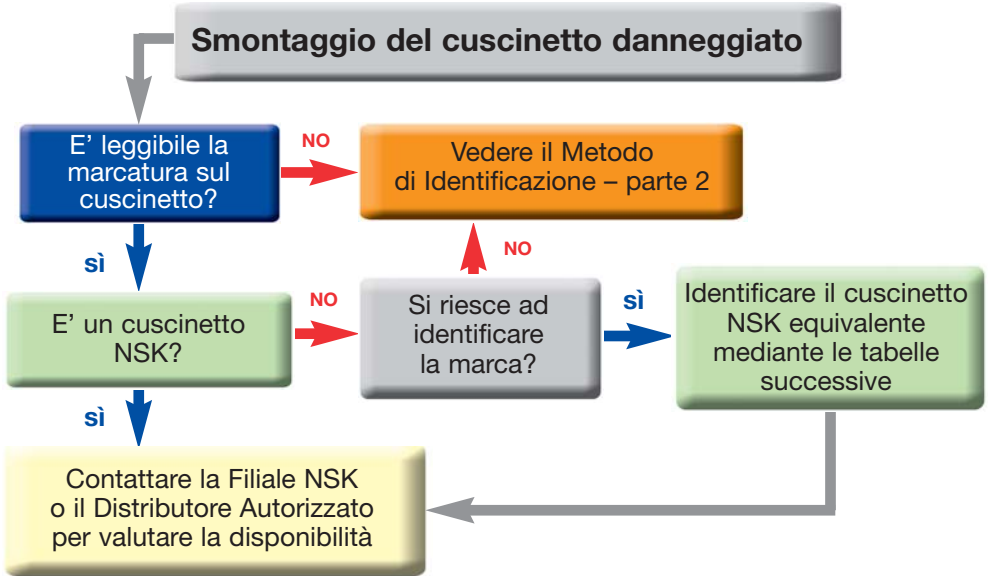 Smontaggio del cuscinetto danneggiato
E’ leggibile la
marcatura sul
cuscinetto?
NO
Vedere il Metodo
di Identificazione – parte 2
sì
NO
E’ un cuscinetto
NSK?
NO
Si riesce ad
identificare
la marca?
sì
Identificare il cuscinetto
NSK equivalente
mediante le tabelle
successive
sì
Contattare la Filiale NSK
o il Distributore Autorizzato
per valutare la disponibilità